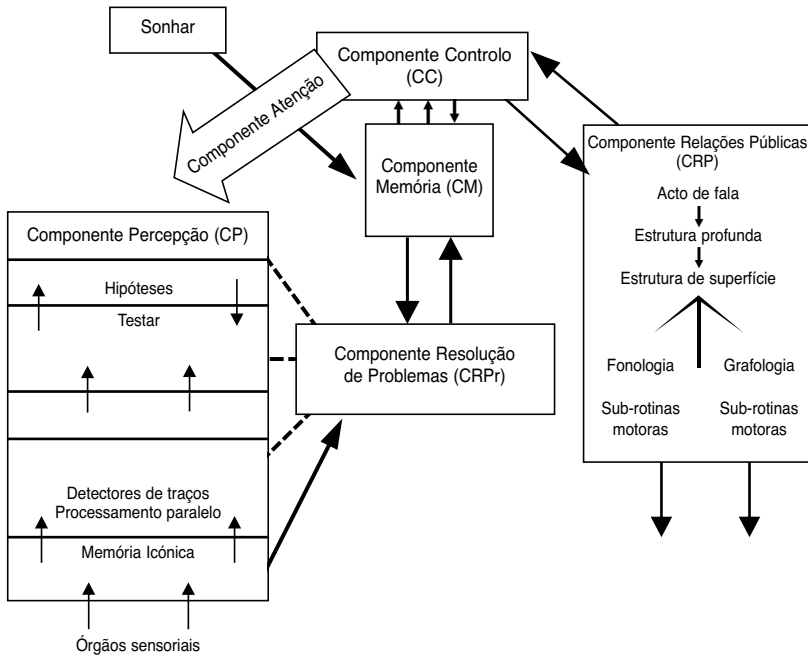 Sonhar
Componente Controlo
(CC)
Componente Atenção
Componente
Memória (CM)
Componente Relações Públicas
(CRP)
Acto de fala
Estrutura profunda
Estrutura de superfície
Fonologia
Grafologia
Sub-rotinas
motoras
Sub-rotinas
motoras
Componente Percepção (CP)
Hipóteses
Testar
Componente Resolução
de Problemas (CRPr)
Detectores de traços
Processamento paralelo
Memória Icónica
Órgãos sensoriais